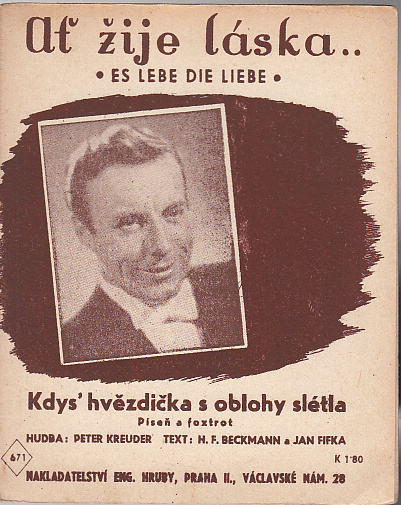 Ať žije láska..
• ES LEBE DIE LIEBE •
Kdys' hvězdička s oblohy slétla
Píseň a foxtrot
HUDBA: PETER KREUDER TEXT: H. F. BECKMANN a JAN FIFKA
671
K 1·80
NAKLADATELSTVÍ ENG. HRUBY, PRAHA II., VÁCLAVSKÉ NÁM. 28